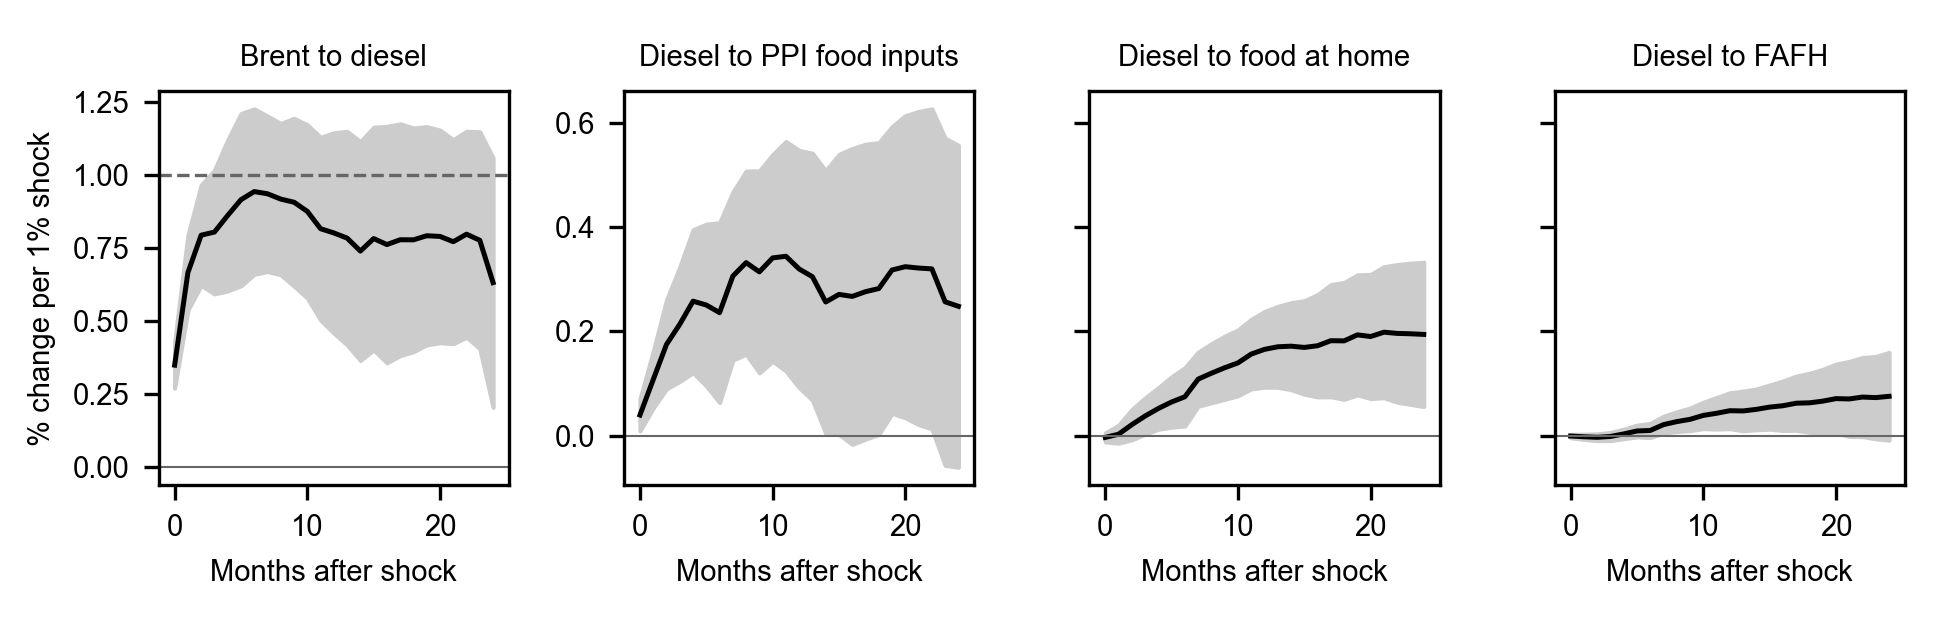 Brent to diesel
Diesel to PPI food inputs
Diesel to food at home
Diesel to FAFH
% change per 1% shock
1.25
1.00
0.75
0.50
0.25
0.00
0 10 20
Months after shock
0.6
0.4
0.2
0.0
0 10 20
Months after shock
0 10 20
Months after shock
0 10 20
Months after shock